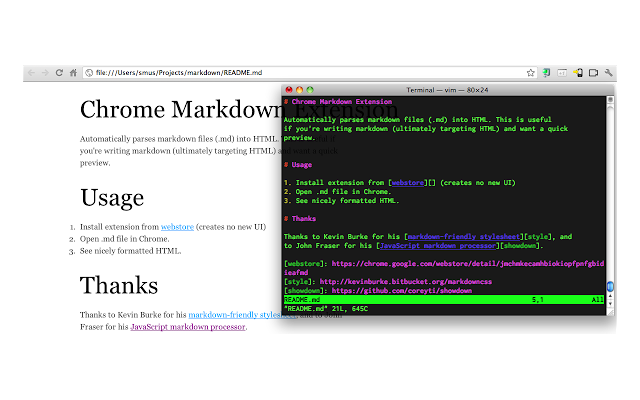 file:///Users/smus/Projects/markdown/README.md
Chrome Markdown Extension
Automatically parses markdown files (.md) into HTML.
you're writing markdown (ultimately targeting HTML) and want a quick
preview.
Usage
1. Install extension from webstore (creates no new UI)
2. Open .md file in Chrome.
3. See nicely formatted HTML.
Thanks
Thanks to Kevin Burke for his markdown-friendly stylesheet, and to John
Fraser for his JavaScript markdown processor.
Terminal — vim — 80×24
# Chrome Markdown Extension
Automatically parses markdown files (.md) into HTML. This is useful
if you're writing markdown (ultimately targeting HTML) and want a quick
preview.
# Usage
1. Install extension from [webstore][] (creates no new UI)
2. Open .md file in Chrome.
3. See nicely formatted HTML.
# Thanks
Thanks to Kevin Burke for his [markdown-friendly stylesheet][style], and
to John Fraser for his [JavaScript markdown processor][showdown].
[webstore]: https://chrome.google.com/webstore/detail/jmchmkecamhbiokiopfpnfgbid
ieafmd
[style]: http://kevinburke.bitbucket.org/markdowncss
[showdown]: https://github.com/coreyti/showdown
README.md 5,1 All
"README.md" 21L, 645C